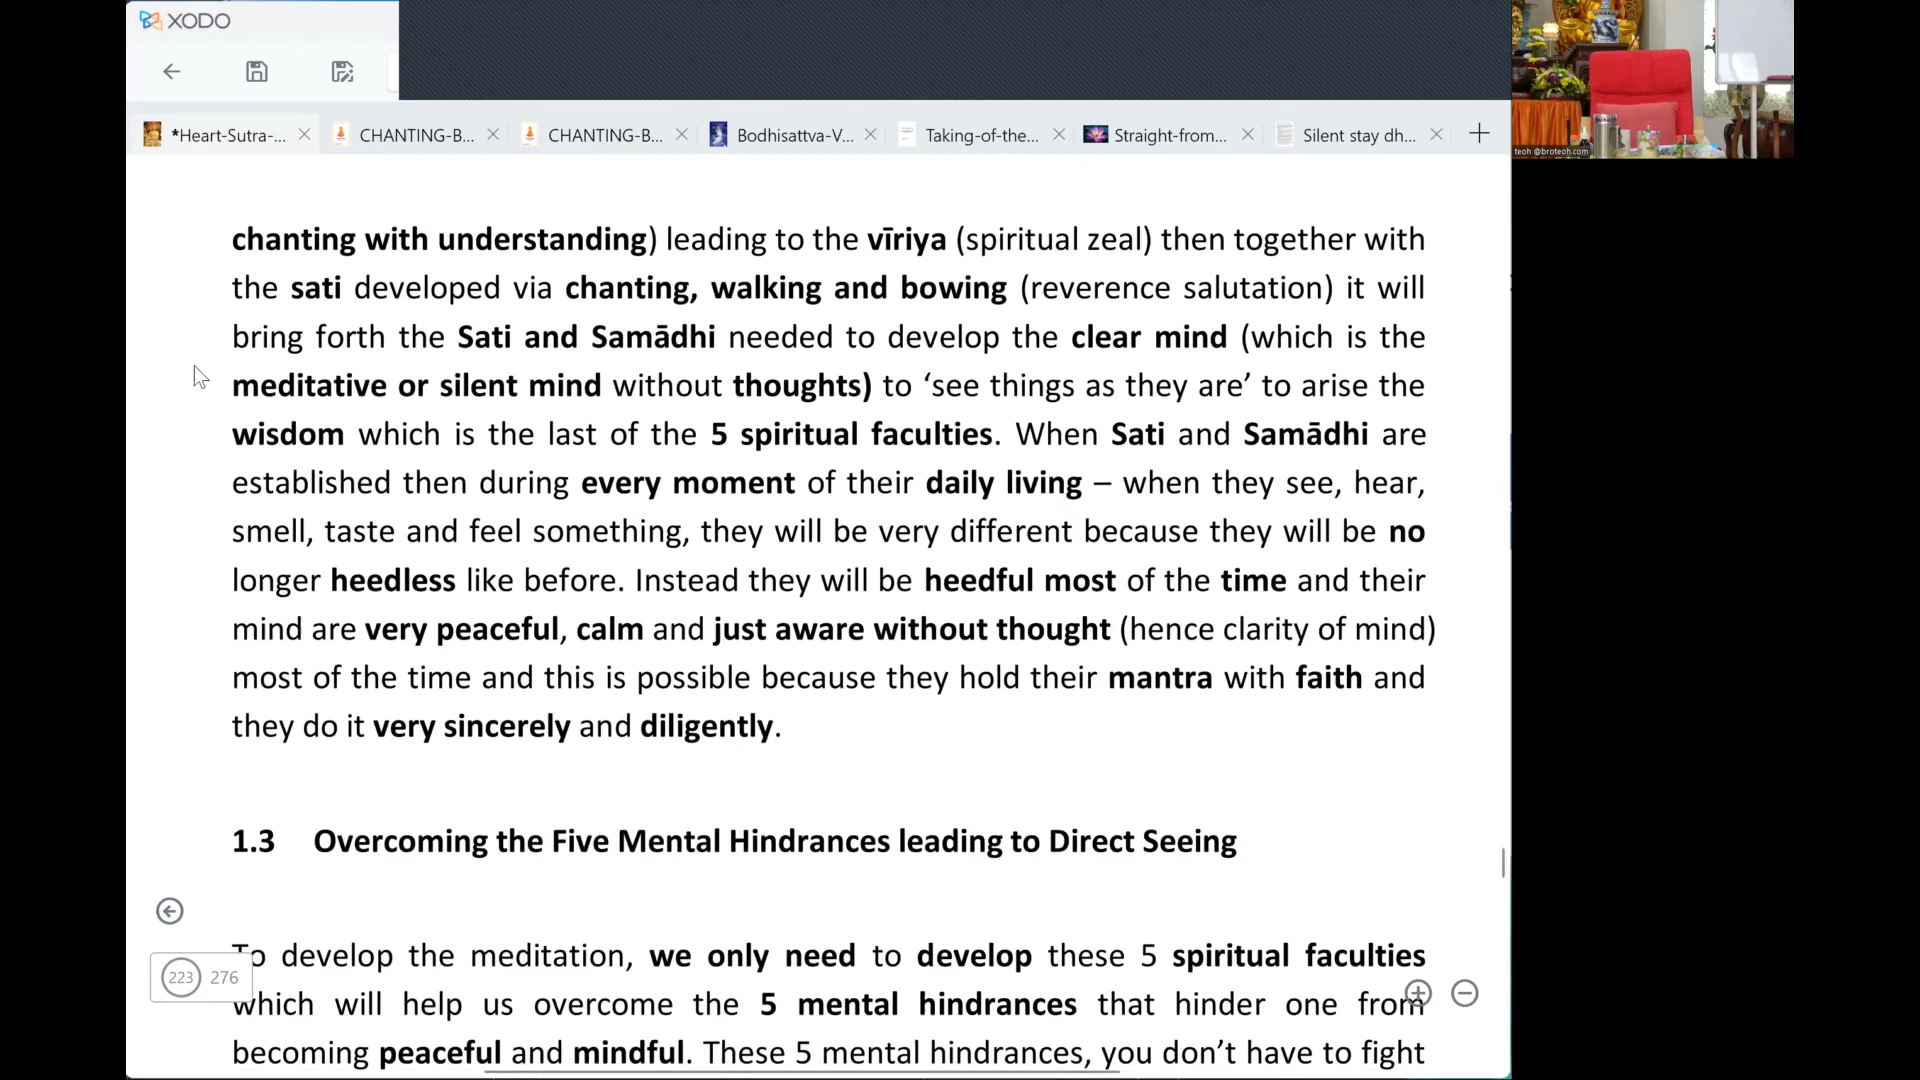 XODO
*Heart-Sutra-...
CHANTING-B...
CHANTING-B...
Bodhisattva-V...
Taking-of-the...
Straight-from...
Silent stay dh...
teoh @broteoh.com
chanting with understanding) leading to the vīriya (spiritual zeal) then together with
the sati developed via chanting, walking and bowing (reverence salutation) it will
bring forth the Sati and Samādhi needed to develop the clear mind (which is the
meditative or silent mind without thoughts) to ‘see things as they are’ to arise the
wisdom which is the last of the 5 spiritual faculties. When Sati and Samādhi are
established then during every moment of their daily living – when they see, hear,
smell, taste and feel something, they will be very different because they will be no
longer heedless like before. Instead they will be heedful most of the time and their
mind are very peaceful, calm and just aware without thought (hence clarity of mind)
most of the time and this is possible because they hold their mantra with faith and
they do it very sincerely and diligently.
1.3 Overcoming the Five Mental Hindrances leading to Direct Seeing
To develop the meditation, we only need to develop these 5 spiritual faculties
which will help us overcome the 5 mental hindrances that hinder one from
becoming peaceful and mindful. These 5 mental hindrances, you don’t have to fight
223 276